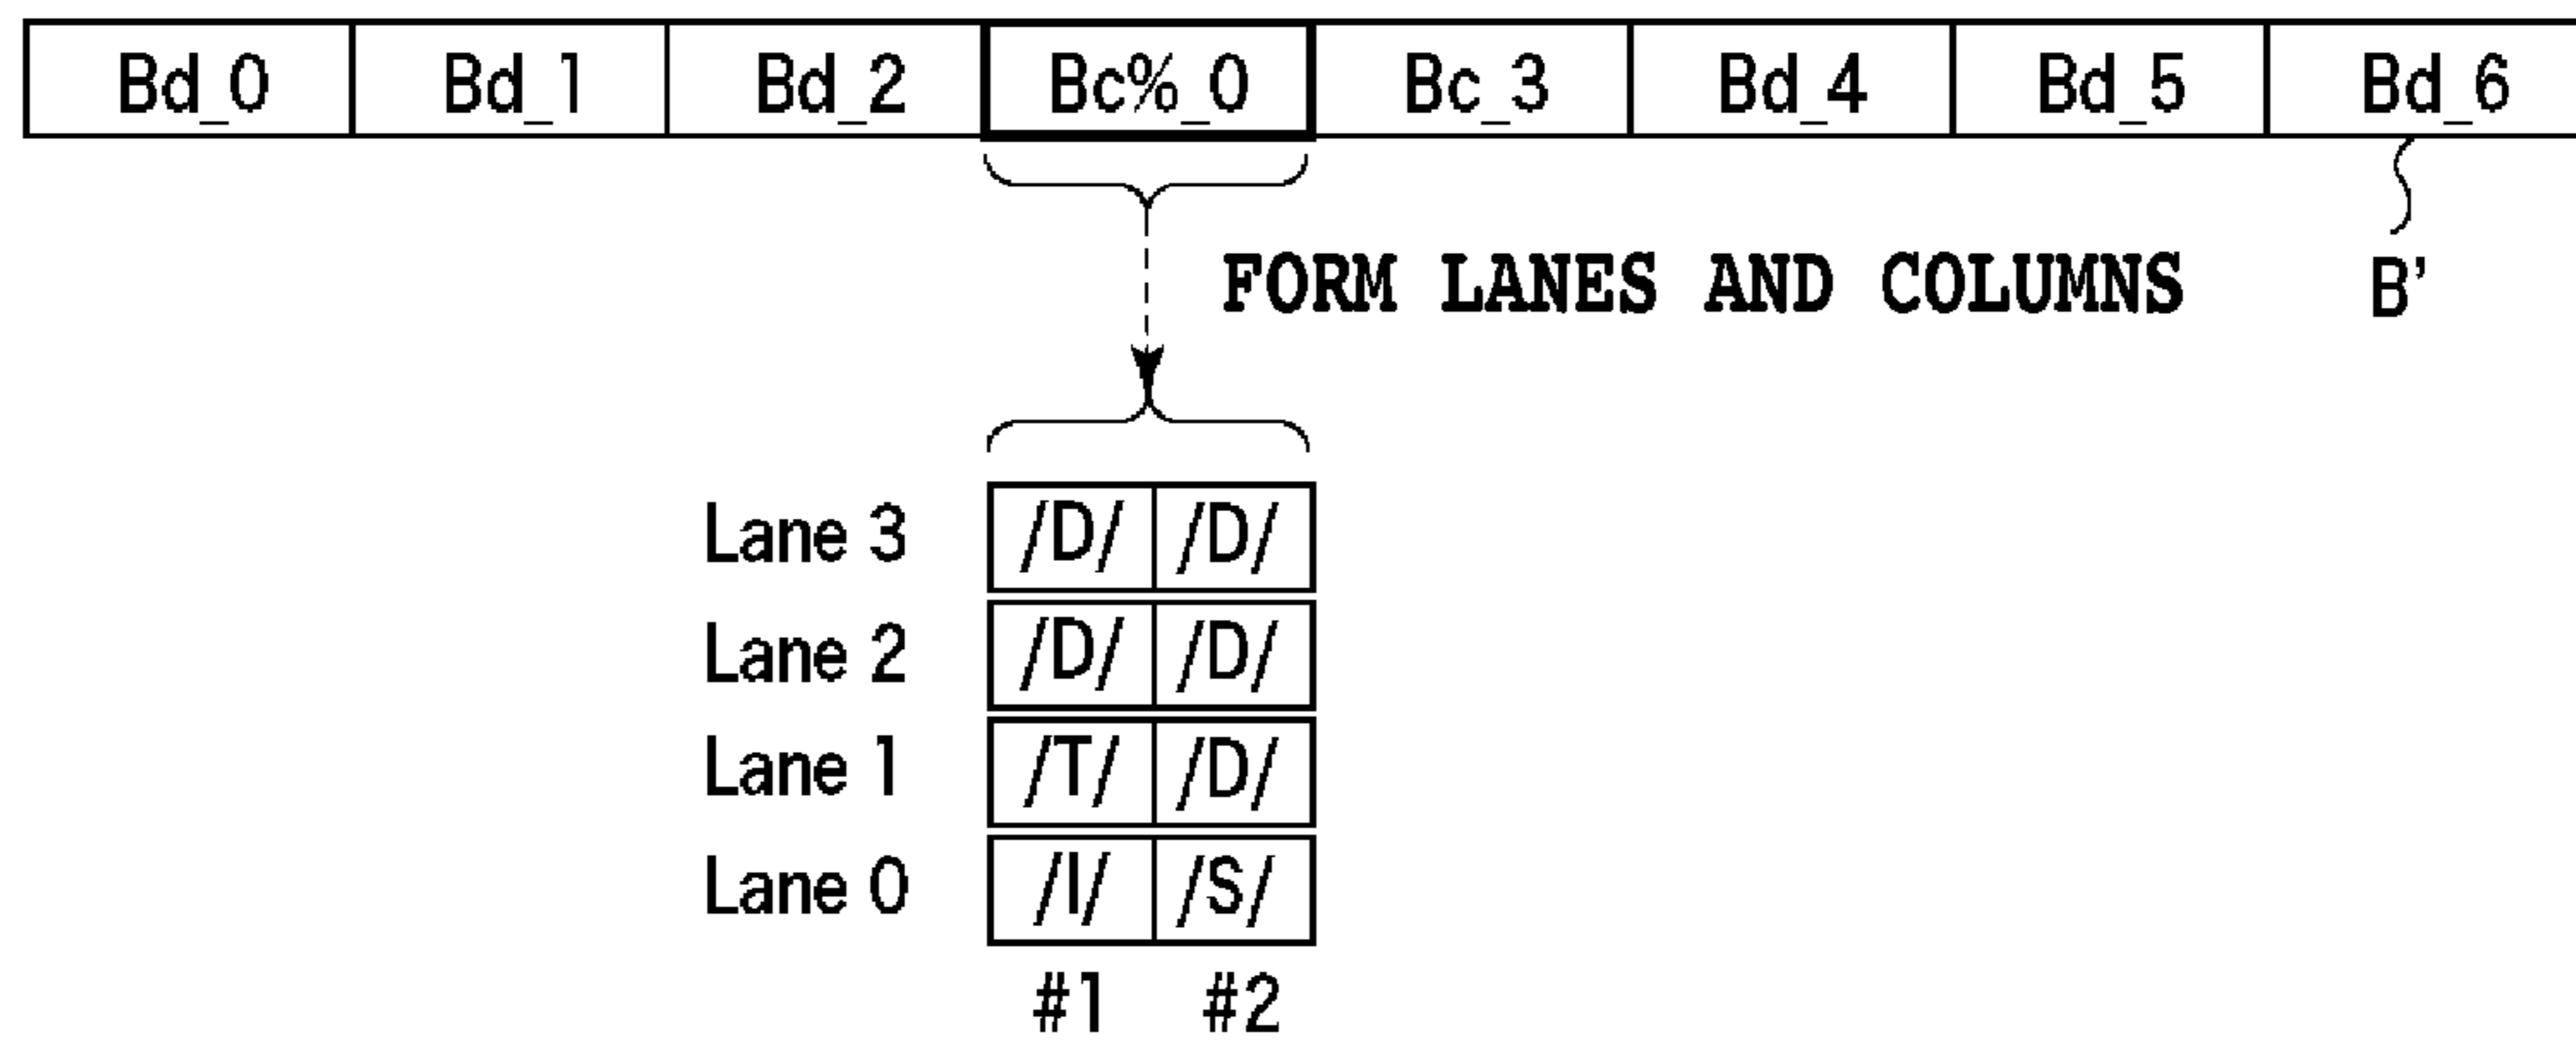 Bd_0 Bd_1 Bd_2 Bc%_0 Bc_3 Bd_4 Bd_5 Bd_6
FORM LANES AND COLUMNS B’
Lane 3 /D/ /D/
Lane 2 /D/ /D/
Lane 1 /T/ /D/
Lane 0 /I/ /S/
#1 #2